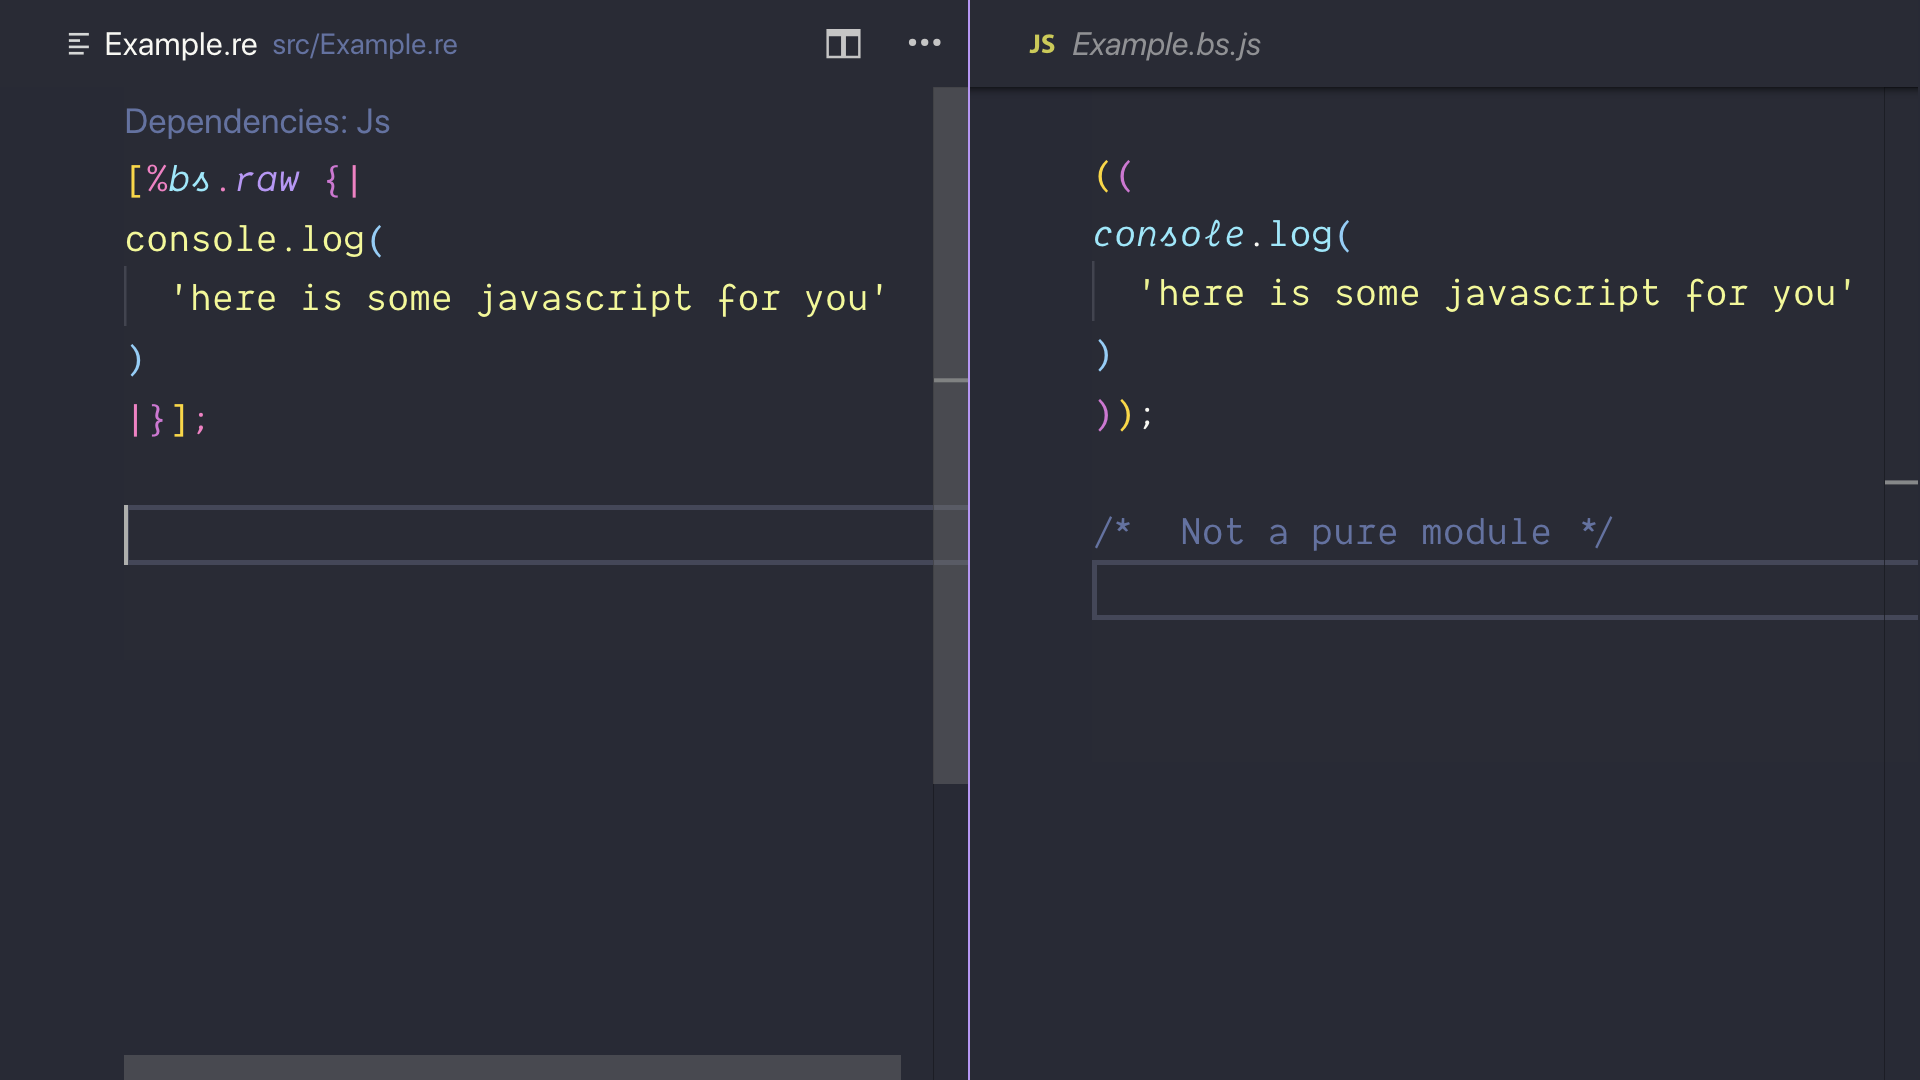 Example.re src/Example.re
Dependencies: Js
[%bs.raw {|
console.log(
  'here is some javascript for you'
)
|}];
JS Example.bs.js
((
console.log(
  'here is some javascript for you'
)
));
/*  Not a pure module */